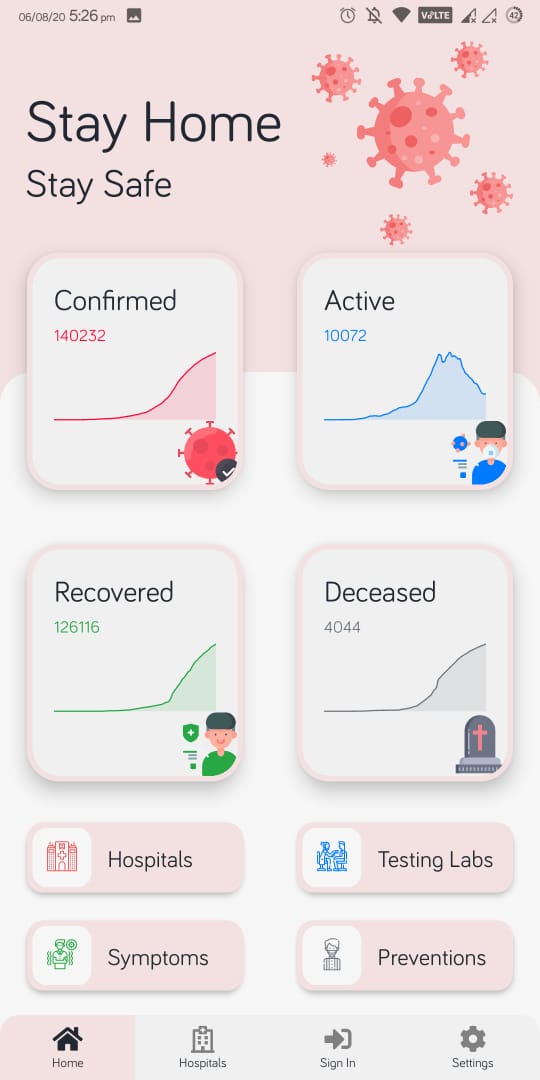 06/08/20 5:26 pm
VoLTE
42
Stay Home
Stay Safe
Confirmed
140232
Active
10072
Recovered
126116
Deceased
4044
Hospitals
Testing Labs
Symptoms
Preventions
Home
Hospitals
Sign In
Settings